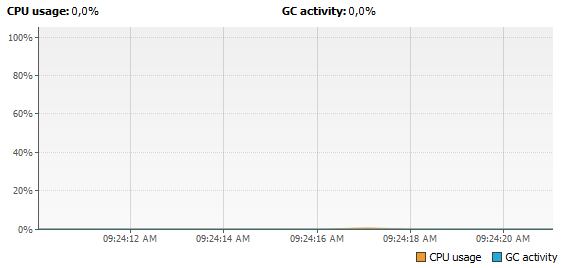 CPU usage: 0,0% GC activity: 0,0%
100%
80%
60%
40%
20%
0%
09:24:12 AM 09:24:14 AM 09:24:16 AM 09:24:18 AM 09:24:20 AM
CPU usage GC activity